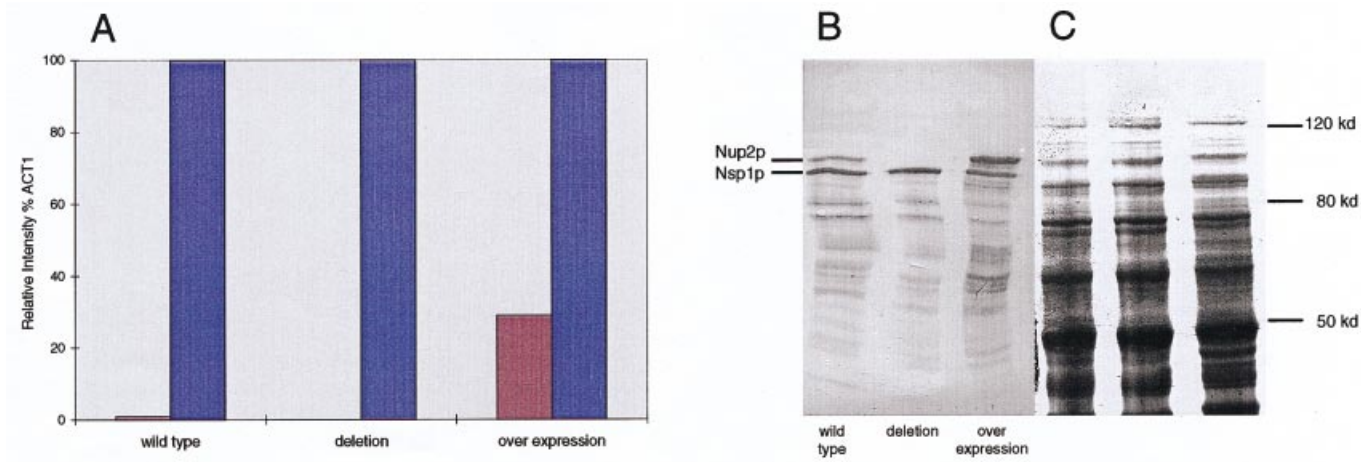 A
Relative Intensity % ACT1
100
80
60
40
20
0
wild type
deletion
over expression
B
Nup2p
Nsp1p
wild
type
deletion
over
expression
C
120 kd
80 kd
50 kd